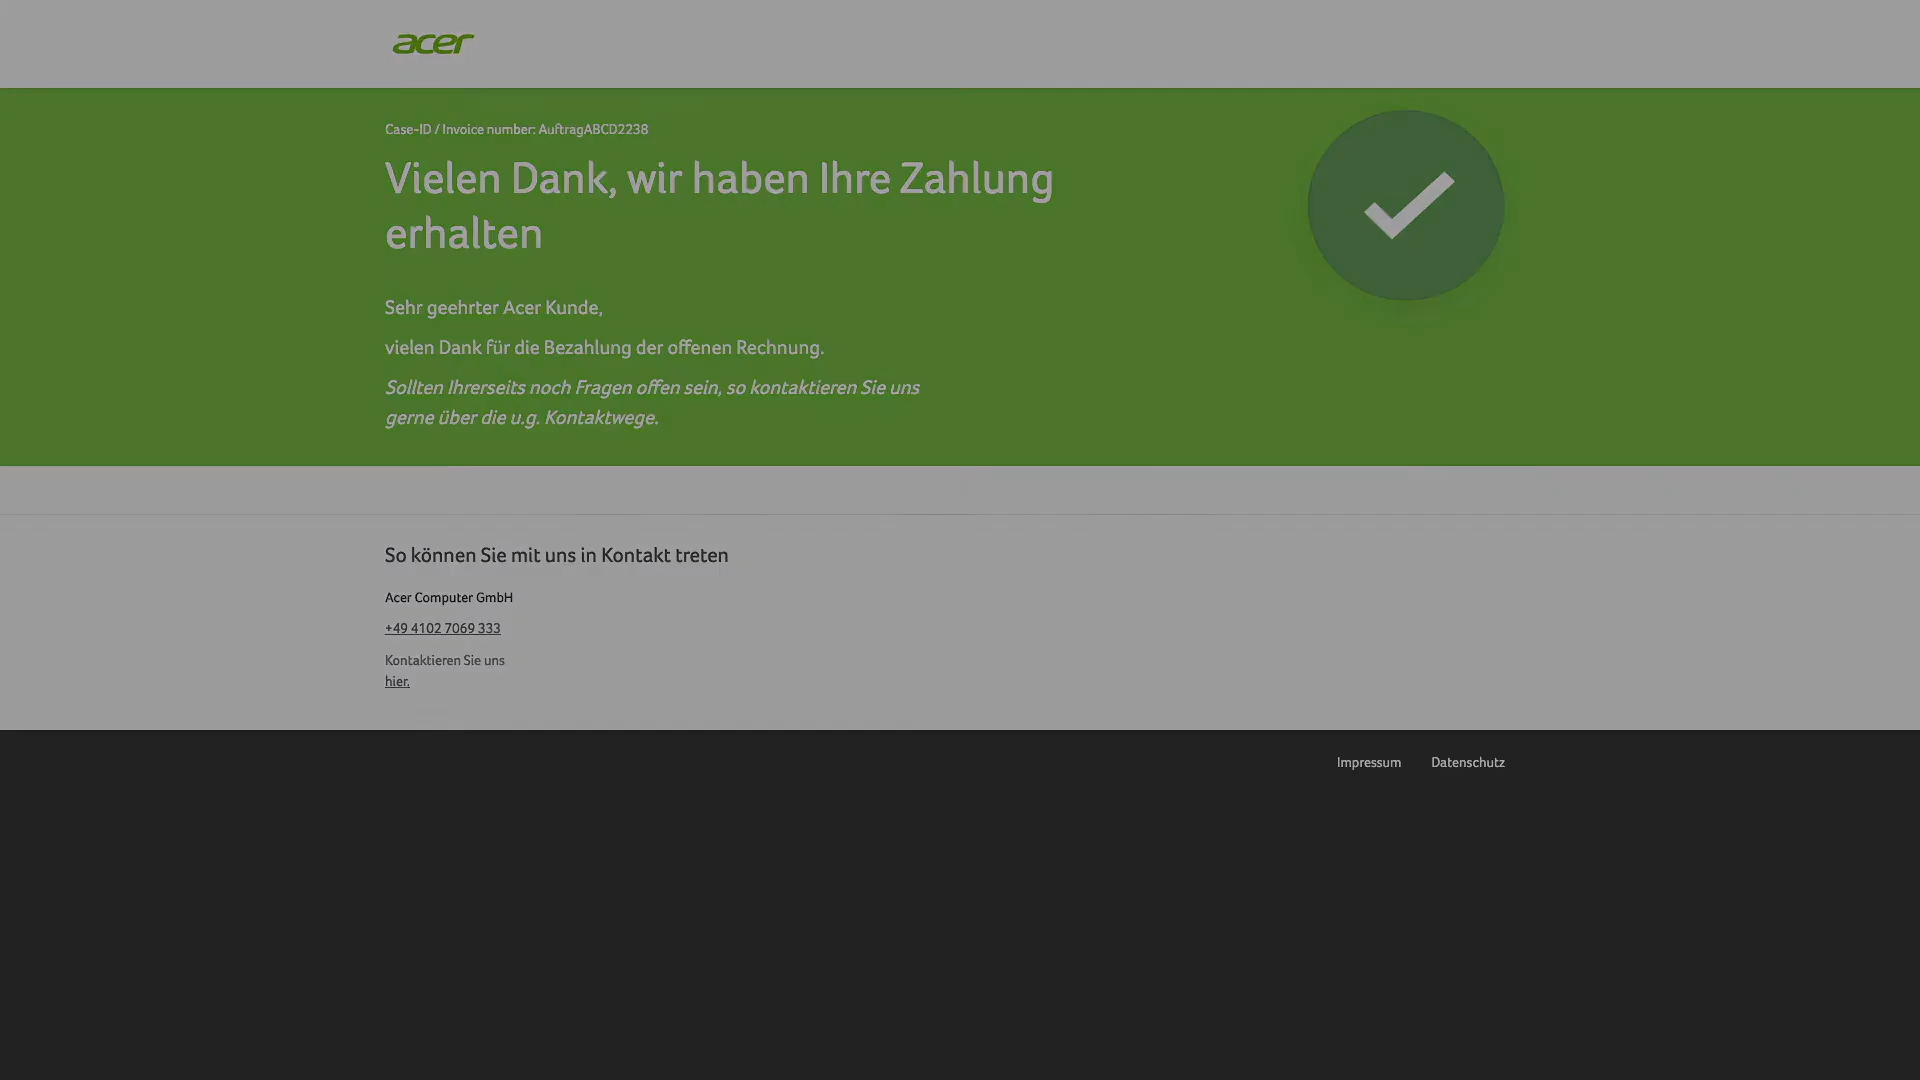 acer
Case-ID / Invoice number: AuftragABCD2238
Vielen Dank, wir haben Ihre Zahlung
erhalten
Sehr geehrter Acer Kunde,
vielen Dank für die Bezahlung der offenen Rechnung.
Sollten Ihrerseits noch Fragen offen sein, so kontaktieren Sie uns
gerne über die u.g. Kontaktwege.
So können Sie mit uns in Kontakt treten
Acer Computer GmbH
+49 4102 7069 333
Kontaktieren Sie uns
hier.
Impressum Datenschutz